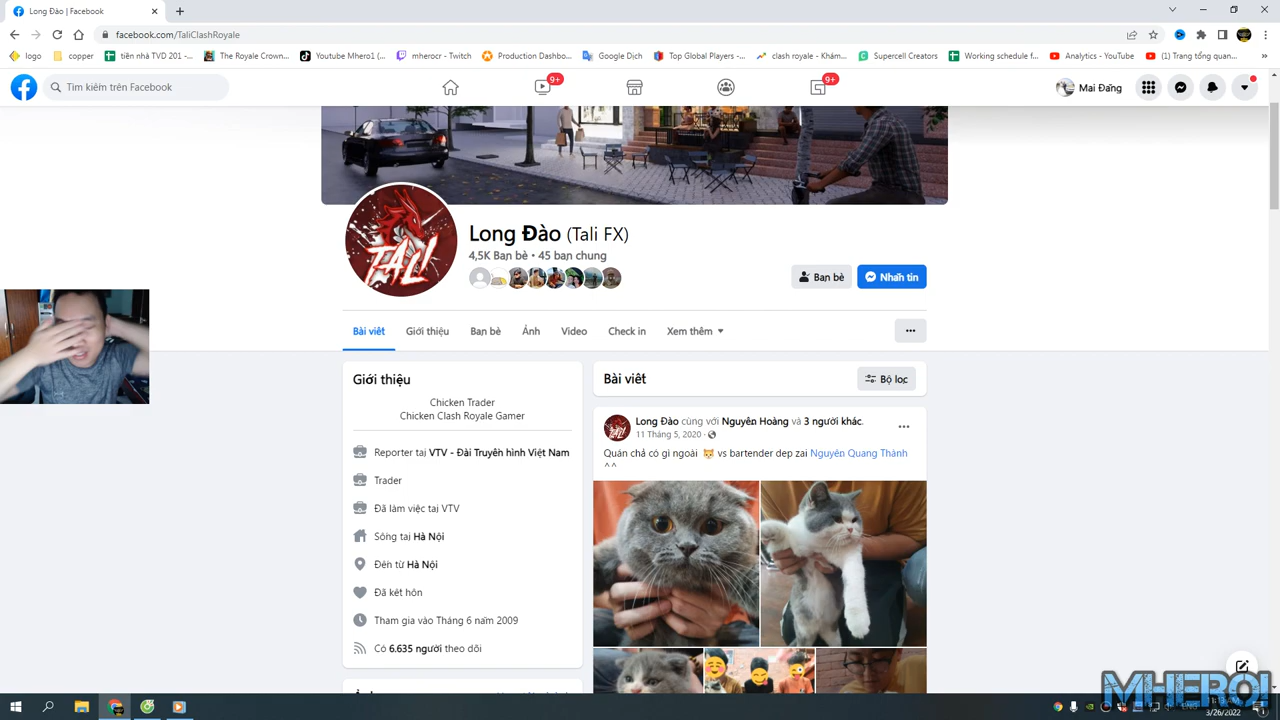 Long Đào | Facebook
facebook.com/TaliClashRoyale
logo
copper
tiền nhà TVD 201 -...
The Royale Crown...
Youtube Mhero1 (...
mherocr - Twitch
Production Dashbo...
Google Dịch
Top Global Players -...
clash royale - Khám...
Supercell Creators
Working schedule f...
Analytics - YouTube
(1) Trang tổng quan...
Tìm kiếm trên Facebook
9+
9+
Mai Đăng
TALI
Long Đào (Tali FX)
4,5K Bạn bè • 45 bạn chung
Bạn bè
Nhắn tin
Bài viết
Giới thiệu
Bạn bè
Ảnh
Video
Check in
Xem thêm
Giới thiệu
Chicken Trader
Chicken Clash Royale Gamer
Reporter tại VTV - Đài Truyền hình Việt Nam
Trader
Đã làm việc tại VTV
Sống tại Hà Nội
Đến từ Hà Nội
Đã kết hôn
Tham gia vào Tháng 6 năm 2009
Có 6.635 người theo dõi
Bài viết
Bộ lọc
Long Đào cùng với Nguyễn Hoàng và 3 người khác.
11 Tháng 5, 2020
Quán chả có gì ngoài 🐱 vs bartender dẹp zai Nguyễn Quang Thành
^^
MHERO!
3/26/2022